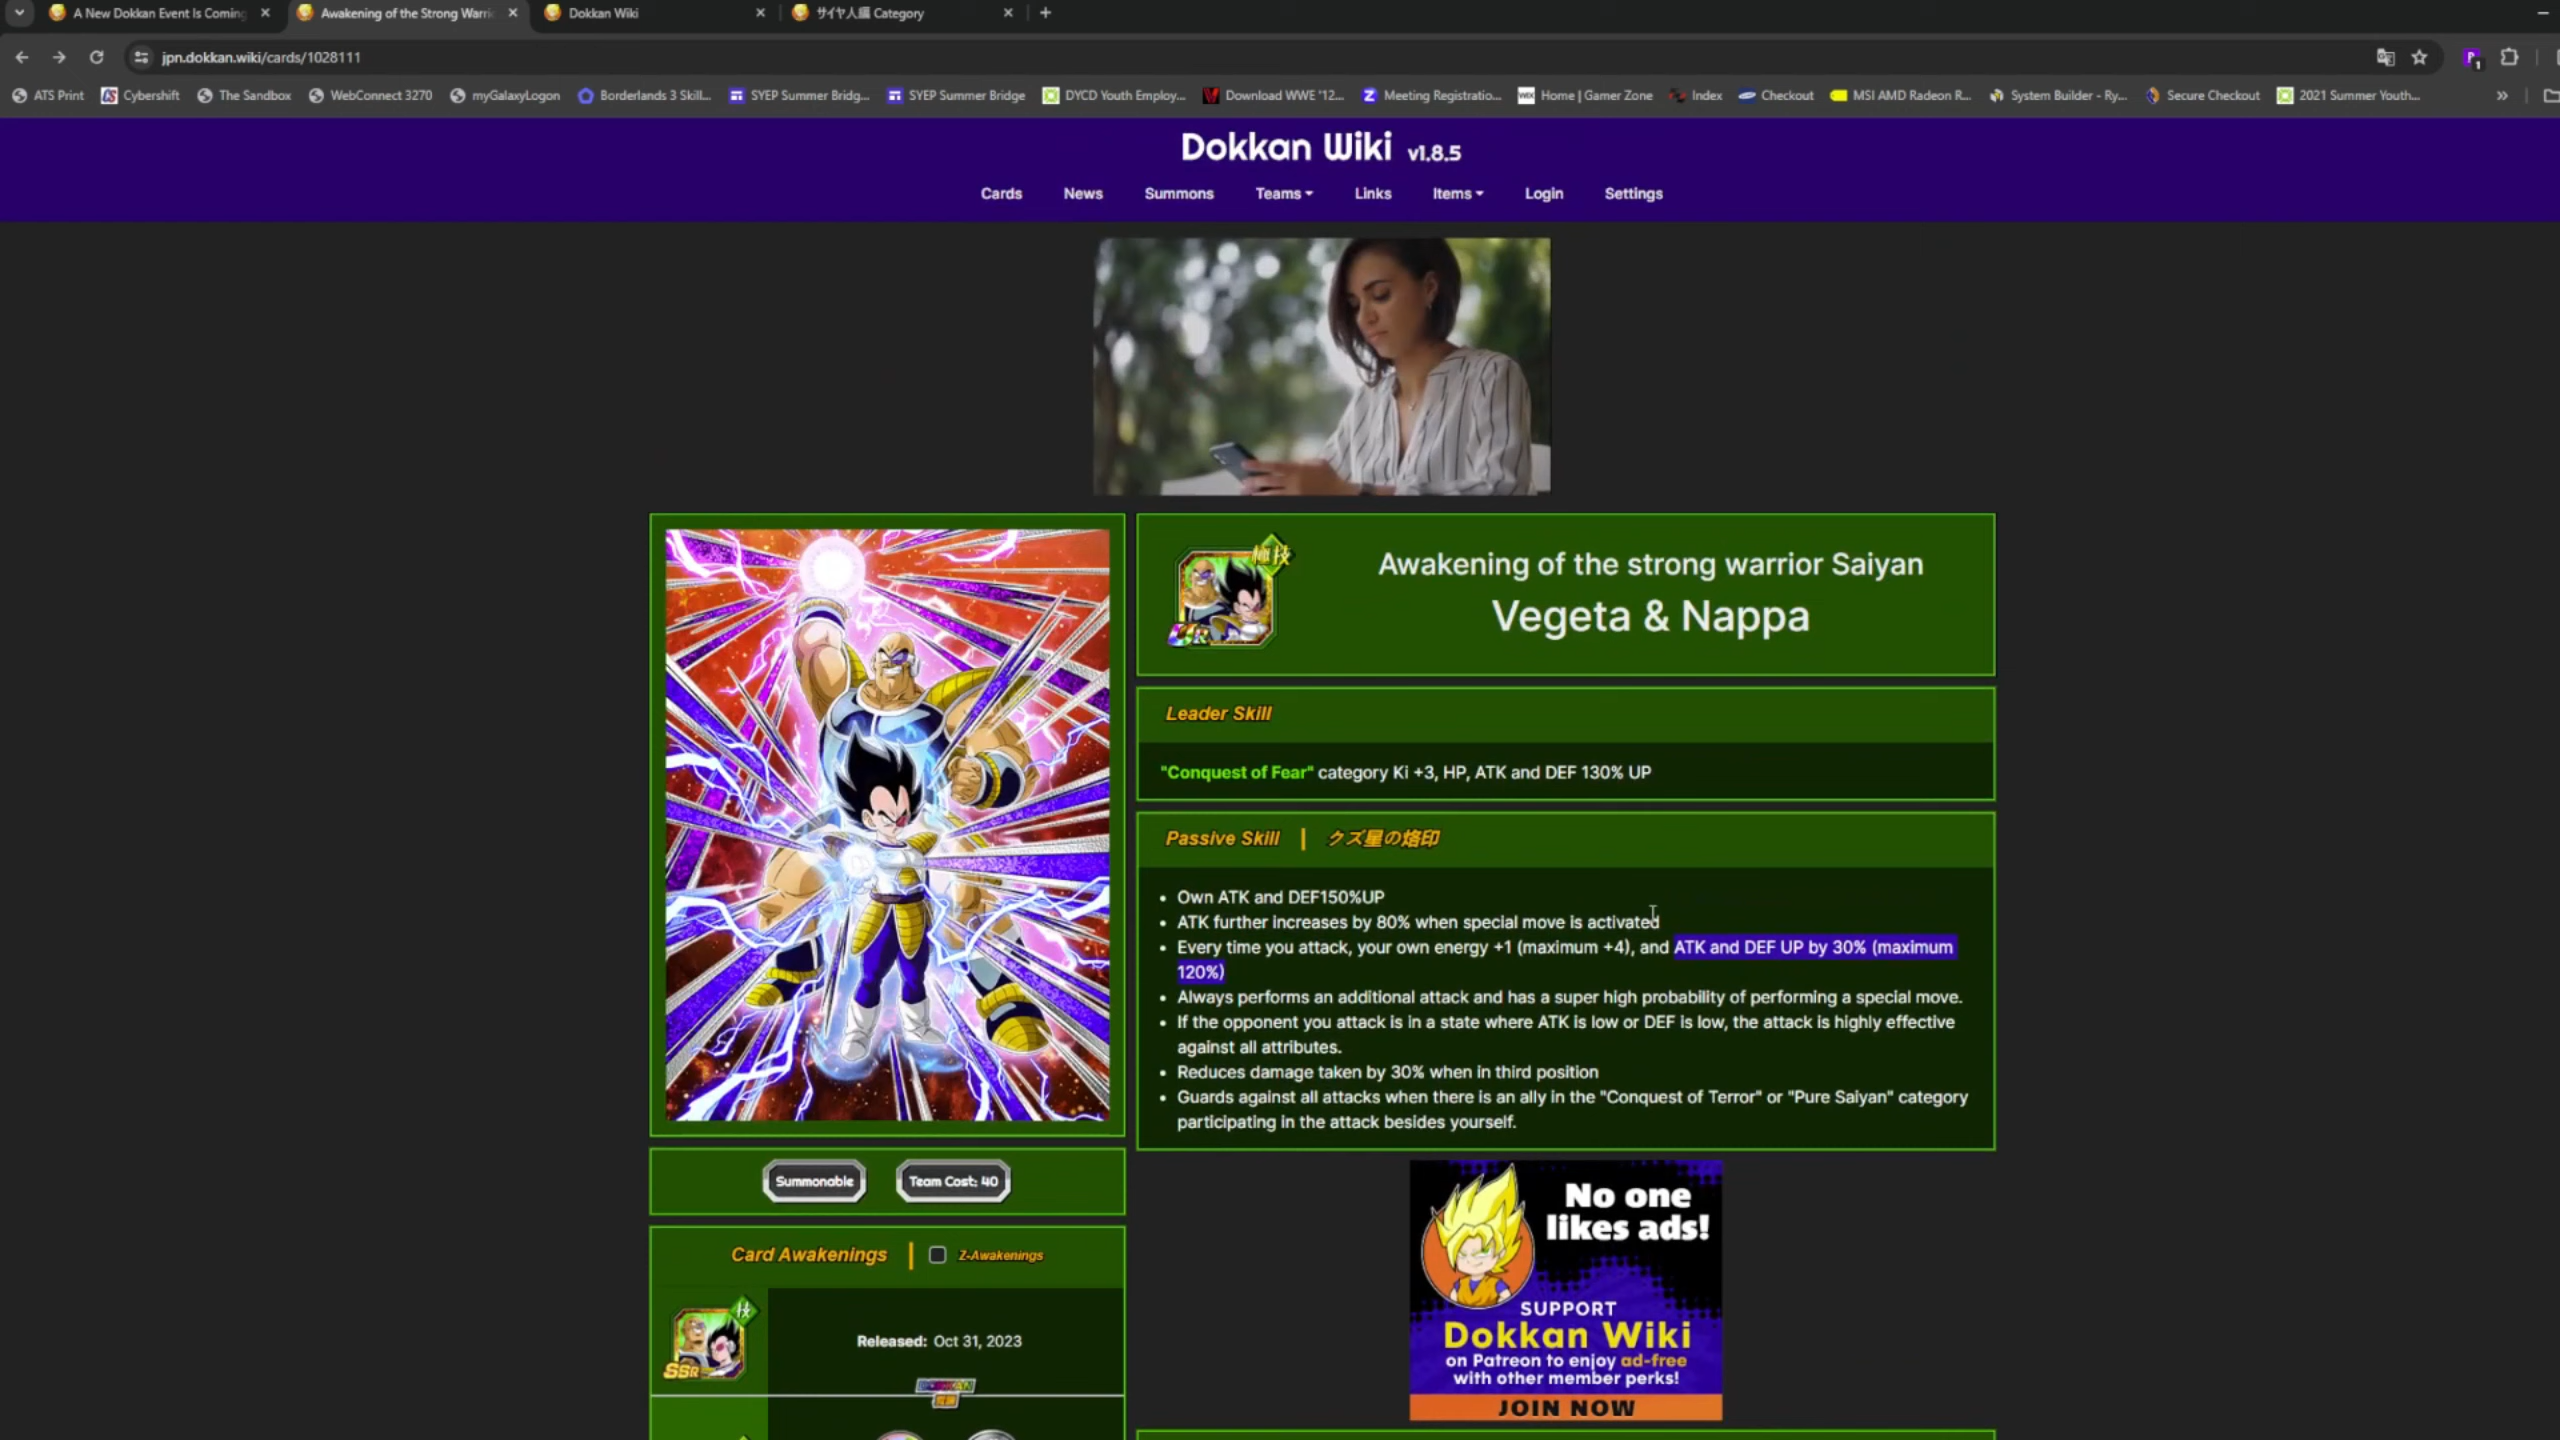 A New Dokkan Event Is Coming
Awakening of the Strong Warri
Dokkan Wiki
サイヤ人編 Category
jpn.dokkan.wiki/cards/1028111
ATS Print
Cybershift
The Sandbox
WebConnect 3270
myGalaxyLogon
Borderlands 3 Skill...
SYEP Summer Bridg...
SYEP Summer Bridge
DYCD Youth Employ...
Download WWE '12...
Meeting Registratio...
Home | Gamer Zone
Index
Checkout
MSI AMD Radeon R...
System Builder - Ry...
Secure Checkout
2021 Summer Youth...
Dokkan Wiki v1.8.5
Cards News Summons Teams Links Items Login Settings
Awakening of the strong warrior Saiyan
Vegeta & Nappa
極技
UR
Leader Skill
"Conquest of Fear" category Ki +3, HP, ATK and DEF 130% UP
Passive Skill | クズ星の烙印
• Own ATK and DEF150%UP
• ATK further increases by 80% when special move is activated
• Every time you attack, your own energy +1 (maximum +4), and ATK and DEF UP by 30% (maximum
120%)
• Always performs an additional attack and has a super high probability of performing a special move.
• If the opponent you attack is in a state where ATK is low or DEF is low, the attack is highly effective
against all attributes.
• Reduces damage taken by 30% when in third position
• Guards against all attacks when there is an ally in the "Conquest of Terror" or "Pure Saiyan" category
participating in the attack besides yourself.
Summonable
Team Cost: 40
Card Awakenings | Z-Awakenings
技
SSR
Released: Oct 31, 2023
No one
likes ads!
SUPPORT
Dokkan Wiki
on Patreon to enjoy ad-free
with other member perks!
JOIN NOW